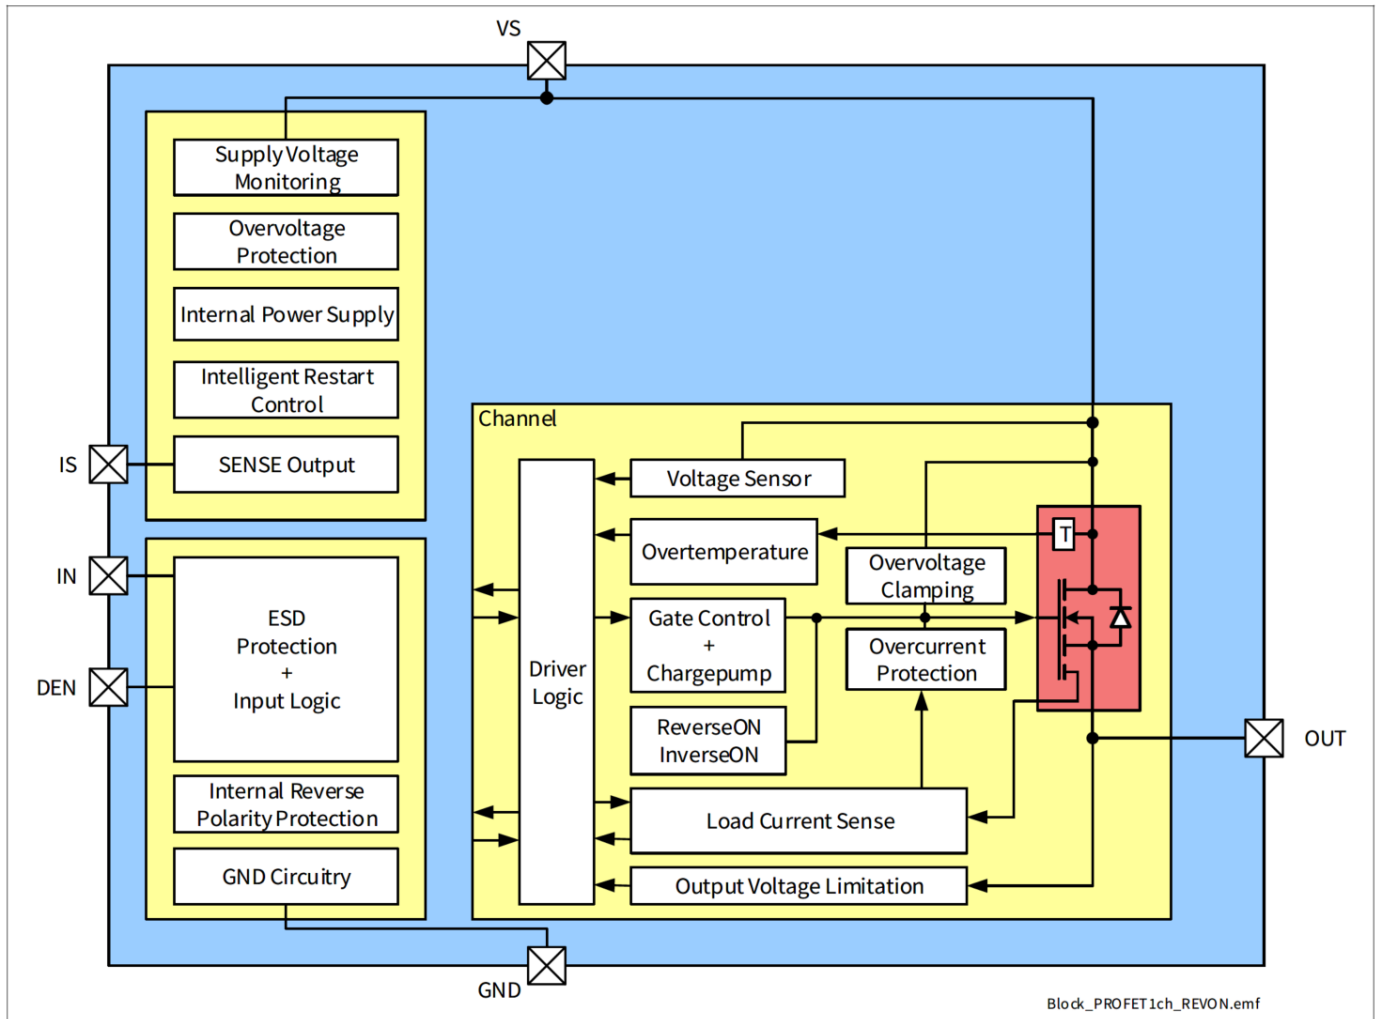 VS
Supply Voltage
Monitoring
Overvoltage
Protection
Internal Power Supply
Intelligent Restart
Control
IS
SENSE Output
IN
DEN
ESD
Protection
+
Input Logic
Internal Reverse
Polarity Protection
GND Circuitry
GND
Channel
Driver
Logic
Voltage Sensor
Overtemperature
T
Overvoltage
Clamping
Gate Control
+
Chargepump
Overcurrent
Protection
ReverseON
InverseON
Load Current Sense
Output Voltage Limitation
OUT
Block_PROFET1ch_REVON.emf